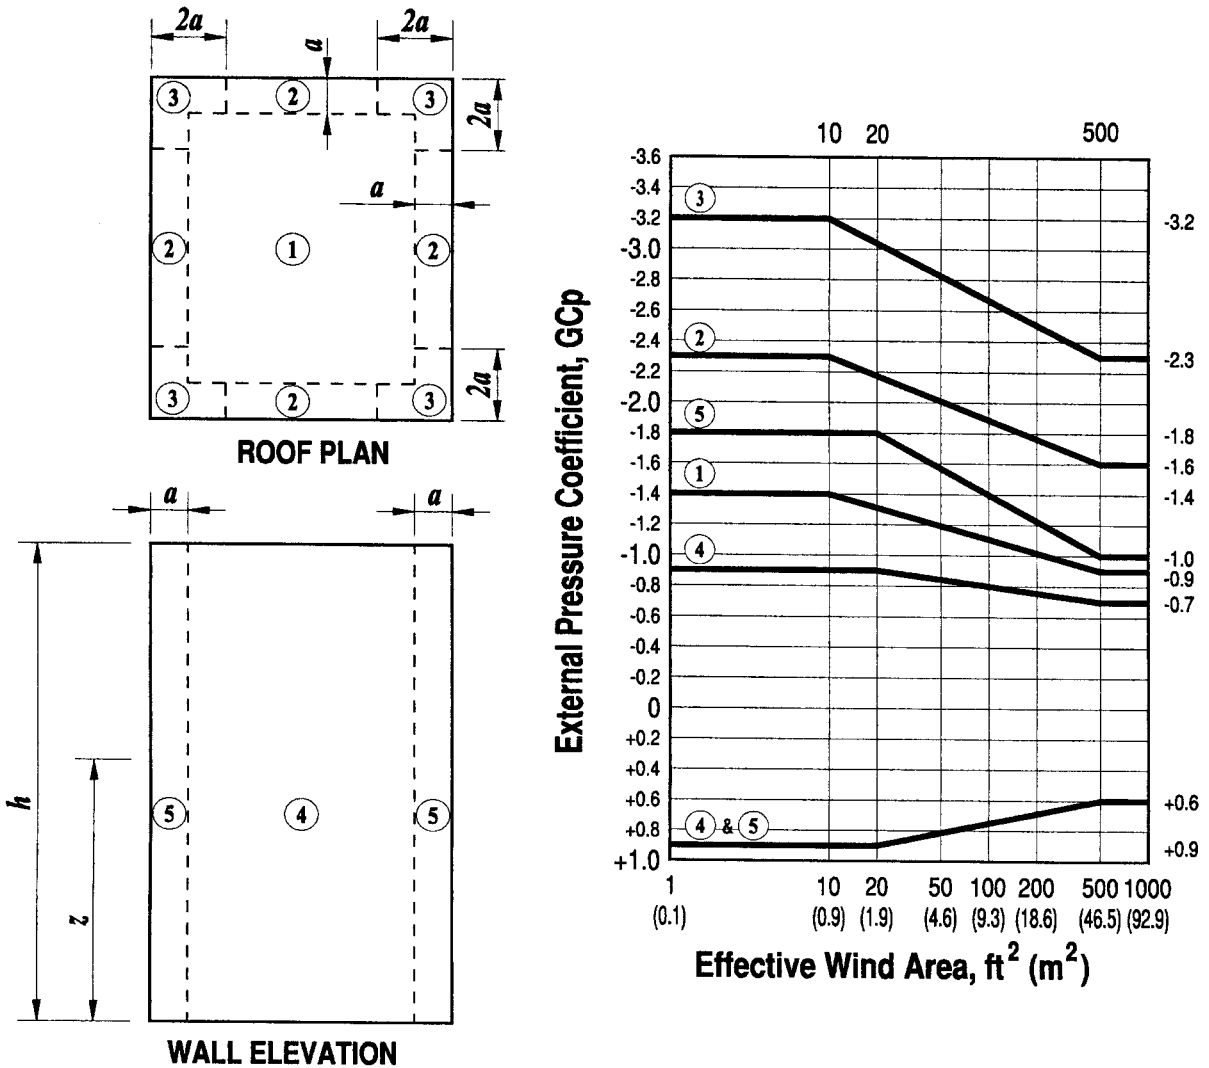 2a 2a
a
3 2 3
2a
a
2 1 2
2a
3 2 3
ROOF PLAN
a a
h
z
5 4 5
WALL ELEVATION
External Pressure Coefficient, GCp
10 20 500
-3.6
-3.4
-3.2
-3.0
-2.8
-2.6
-2.4
-2.2
-2.0
-1.8
-1.6
-1.4
-1.2
-1.0
-0.8
-0.6
-0.4
-0.2
0
+0.2
+0.4
+0.6
+0.8
+1.0
3
2
5
1
4
4 & 5
-3.2
-2.3
-1.8
-1.6
-1.4
-1.0
-0.9
-0.7
+0.6
+0.9
1 10 20 50 100 200 500 1000
(0.1) (0.9) (1.9) (4.6) (9.3) (18.6) (46.5) (92.9)
Effective Wind Area, ft² (m²)